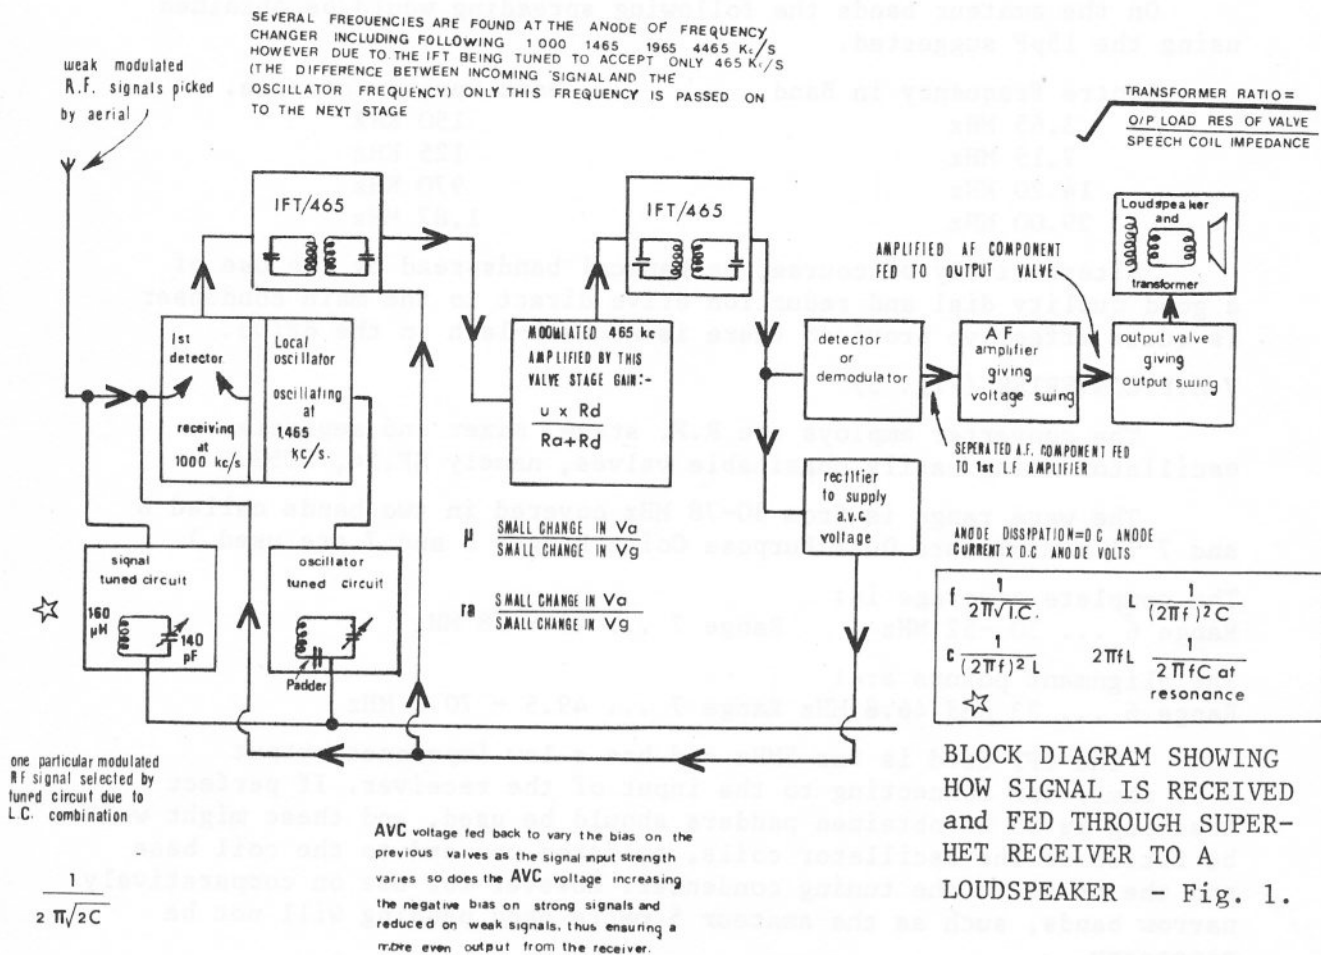 SEVERAL FREQUENCIES ARE FOUND AT THE ANODE OF FREQUENCY
CHANGER INCLUDING FOLLOWING 1 000 1465 1965 4465 Kc/S
HOWEVER DUE TO THE IFT BEING TUNED TO ACCEPT ONLY 465 Kc/S
(THE DIFFERENCE BETWEEN INCOMING SIGNAL AND THE
OSCILLATOR FREQUENCY) ONLY THIS FREQUENCY IS PASSED ON
TO THE NEXT STAGE
weak modulated
R.F. signals picked
by aerial
TRANSFORMER RATIO=
O/P LOAD RES OF VALVE
SPEECH COIL IMPEDANCE
IFT/465
IFT/465
Loudspeaker
and
transformer
AMPLIFIED AF COMPONENT
FED TO OUTPUT VALVE
1st
detector
receiving
at
1000 kc/s
Local
oscillator
oscillating
at
1,465
kc/s.
MODULATED 465 kc
AMPLIFIED BY THIS
VALVE STAGE GAIN:-
u x Rd
Ra+Rd
detector
or
demodulator
AF
amplifier
giving
voltage swing
output valve
giving
output swing
SEPERATED A.F. COMPONENT FED
TO 1st L.F AMPLIFIER
rectifier
to supply
a.v.c
voltage
μ SMALL CHANGE IN Va
SMALL CHANGE IN Vg
ra SMALL CHANGE IN Va
SMALL CHANGE IN Vg
ANODE DISSIPATION=D C ANODE
CURRENT X D.C ANODE VOLTS
signal
tuned circuit
160
μH
140
pF
oscillator
tuned circuit
Padder
f 1
2π√LC
L 1
(2πf)²C
C 1
(2πf)² L
2πfL 1
2πfC at
resonance
one particular modulated
RF signal selected by
tuned circuit due to
L.C. combination
1
2 π√2C
AVC voltage fed back to vary the bias on the
previous valves as the signal input strength
varies so does the AVC voltage increasing
the negative bias on strong signals and
reduced on weak signals, thus ensuring a
more even output from the receiver.
BLOCK DIAGRAM SHOWING
HOW SIGNAL IS RECEIVED
and FED THROUGH SUPER-
HET RECEIVER TO A
LOUDSPEAKER - Fig. 1.